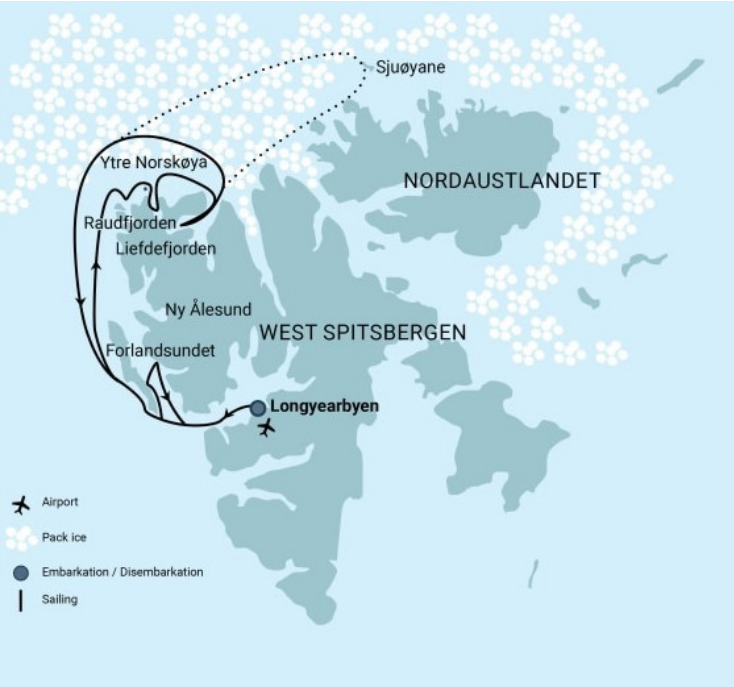 Sjuøyane
Ytre Norskøya
NORDAUSTLANDET
Raudfjorden
Liefdefjorden
Ny Ålesund
WEST SPITSBERGEN
Forlandsundet
Longyearbyen
Airport
Pack ice
Embarkation / Disembarkation
Sailing